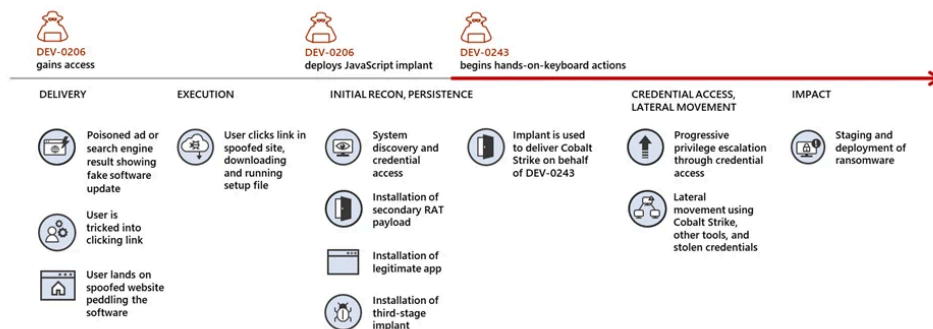 DEV-0206
gains access
DEV-0206
deploys JavaScript implant
DEV-0243
begins hands-on-keyboard actions
DELIVERY
EXECUTION
INITIAL RECON, PERSISTENCE
CREDENTIAL ACCESS,
LATERAL MOVEMENT
IMPACT
Poisoned ad or
search engine
result showing
fake software
update
User is
tricked into
clicking link
User lands on
spoofed website
peddling the
software
User clicks link in
spoofed site,
downloading
and running
setup file
System
discovery and
credential
access
Installation of
secondary RAT
payload
Installation of
legitimate app
Installation of
third-stage
implant
Implant is used
to deliver Cobalt
Strike on behalf
of DEV-0243
Progressive
privilege escalation
through credential
access
Lateral
movement using
Cobalt Strike,
other tools, and
stolen credentials
Staging and
deployment of
ransomware